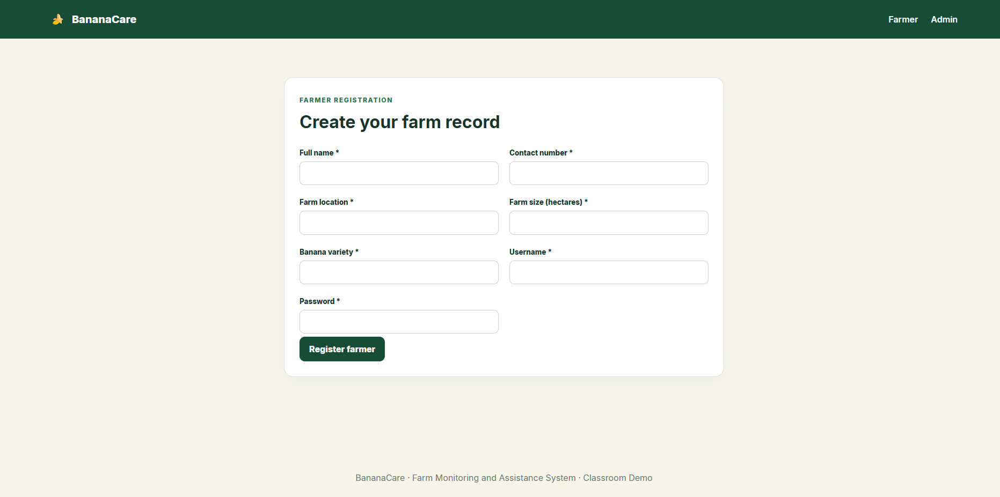 BananaCare
Farmer Admin
FARMER REGISTRATION
Create your farm record
Full name *
Contact number *
Farm location *
Farm size (hectares) *
Banana variety *
Username *
Password *
Register farmer
BananaCare · Farm Monitoring and Assistance System · Classroom Demo